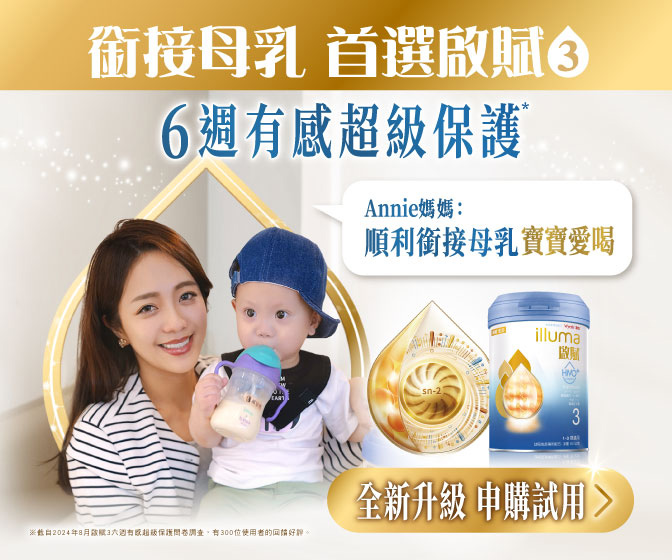 銜接母乳 首選啟賦3
6週有感超級保護*
Annie媽媽：
順利銜接母乳寶寶愛喝
sn-2
illuma
啟賦
HMO
3
全新升級 申購試用
※截自2024年8月啟賦3六週有感超級保護問卷調查，有300位使用者的回饋好評。